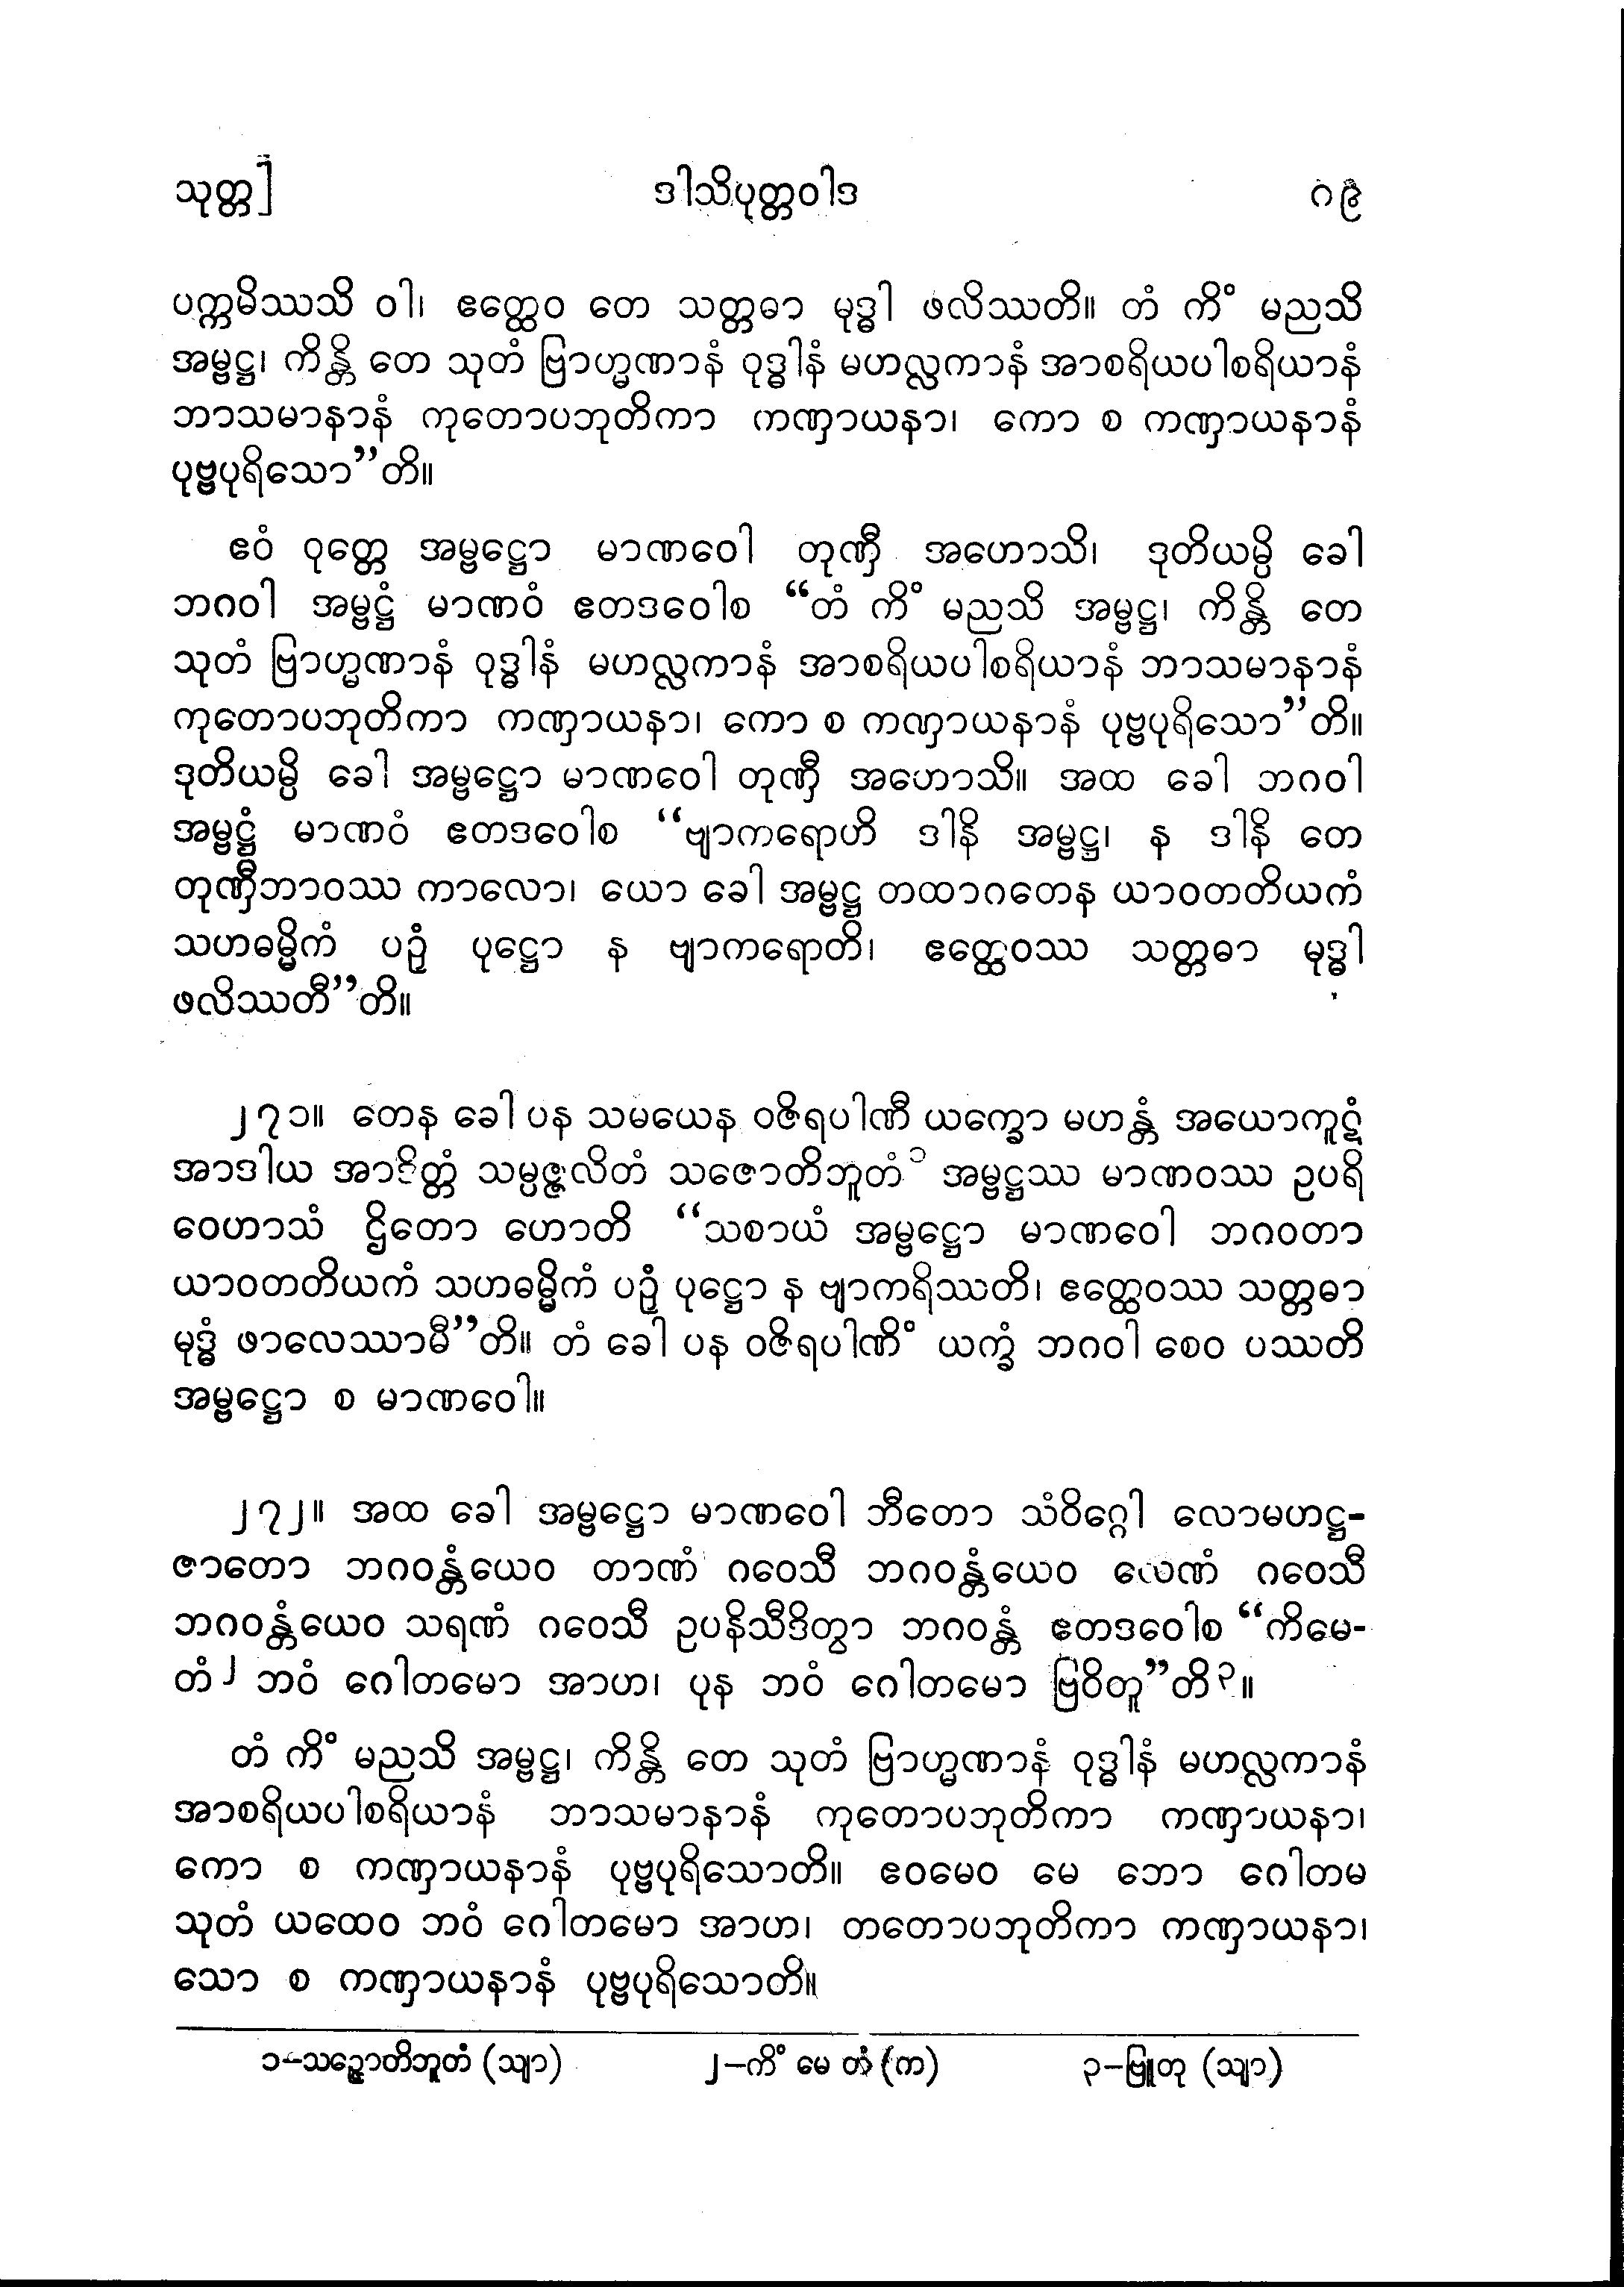 သုတ္တ]
ဒါသိပုတ္တဝါဒ
၈၉
ပက္ကမိဿသိ ဝါ၊ ဧတ္ထေဝ တေ သတ္တဓာ မုဒ္ဓါ ဖလိဿတိ။ တံ ကိံ မညသိ
အမ္ဗဋ္ဌ၊ ကိန္တိ တေ သုတံ ဗြာဟ္မဏာနံ ဝုဒ္ဓါနံ မဟလ္လကာနံ အာစရိယပါစရိယာနံ
ဘာသမာနာနံ ကုတောပဘုတိကာ ကဏှာယနာ၊ ကော စ ကဏှာယနာနံ
ပုဗ္ဗပုရိသော”တိ။
ဧဝံ ဝုတ္တေ အမ္ဗဋ္ဌော မာဏဝေါ တုဏှီ အဟောသိ၊ ဒုတိယမ္ပိ ခေါ
ဘဂဝါ အမ္ဗဋ္ဌံ မာဏဝံ ဧတဒဝေါစ “တံ ကိံ မညသိ အမ္ဗဋ္ဌ၊ ကိန္တိ တေ
သုတံ ဗြာဟ္မဏာနံ ဝုဒ္ဓါနံ မဟလ္လကာနံ အာစရိယပါစရိယာနံ ဘာသမာနာနံ
ကုတောပဘုတိကာ ကဏှာယနာ၊ ကော စ ကဏှာယနာနံ ပုဗ္ဗပုရိသော”တိ။
ဒုတိယမ္ပိ ခေါ အမ္ဗဋ္ဌော မာဏဝေါ တုဏှီ အဟောသိ။ အထ ခေါ ဘဂဝါ
အမ္ဗဋ္ဌံ မာဏဝံ ဧတဒဝေါစ “ဗျာကရောဟိ ဒါနိ အမ္ဗဋ္ဌ၊ န ဒါနိ တေ
တုဏှီဘာဝဿ ကာလော၊ ယော ခေါ အမ္ဗဋ္ဌ တထာဂတေန ယာဝတတိယကံ
သဟဓမ္မိကံ ပဉှံ ပုဋ္ဌော န ဗျာကရောတိ၊ ဧတ္ထေဝဿ သတ္တဓာ မုဒ္ဓါ
ဖလိဿတီ”တိ။
၂၇၁။ တေန ခေါ ပန သမယေန ဝဇိရပါဏီ ယက္ခော မဟန္တံ အယောကူဋံ
အာဒါယ အာဒိတ္တံ သမ္ပဇ္ဇလိတံ သဇောတိဘူတံ ၁ အမ္ဗဋ္ဌဿ မာဏဝဿ ဥပရိ
ဝေဟာသံ ဌိတော ဟောတိ “သစာယံ အမ္ဗဋ္ဌော မာဏဝေါ ဘဂဝတာ
ယာဝတတိယကံ သဟဓမ္မိကံ ပဉှံ ပုဋ္ဌော န ဗျာကရိဿတိ၊ ဧတ္ထေဝဿ သတ္တဓာ
မုဒ္ဓံ ဖာလေဿာမီ”တိ။ တံ ခေါ ပန ဝဇိရပါဏိံ ယက္ခံ ဘဂဝါ စေဝ ပဿတိ
အမ္ဗဋ္ဌော စ မာဏဝေါ။
၂၇၂။ အထ ခေါ အမ္ဗဋ္ဌော မာဏဝေါ ဘီတော သံဝိဂ္ဂေါ လောမဟဋ္ဌ-
ဇာတော ဘဂဝန္တံယေဝ တာဏံ ဂဝေသီ ဘဂဝန္တံယေဝ လေဏံ ဂဝေသီ
ဘဂဝန္တံယေဝ သရဏံ ဂဝေသီ ဥပနိသီဒိတွာ ဘဂဝန္တံ ဧတဒဝေါစ “ကိမေ-
တံ၂ ဘဝံ ဂေါတမော အာဟ၊ ပုန ဘဝံ ဂေါတမော ဗြဝိတူ”တိ၃။
တံ ကိံ မညသိ အမ္ဗဋ္ဌ၊ ကိန္တိ တေ သုတံ ဗြာဟ္မဏာနံ ဝုဒ္ဓါနံ မဟလ္လကာနံ
အာစရိယပါစရိယာနံ ဘာသမာနာနံ ကုတောပဘုတိကာ ကဏှာယနာ၊
ကော စ ကဏှာယနာနံ ပုဗ္ဗပုရိသောတိ။ ဧဝမေဝ မေ ဘော ဂေါတမ
သုတံ ယထေဝ ဘဝံ ဂေါတမော အာဟ၊ တတောပဘုတိကာ ကဏှာယနာ၊
သော စ ကဏှာယနာနံ ပုဗ္ဗပုရိသောတိ။
၁–သဉ္ဇောတိဘူတံ (သျာ)
၂–ကိံ မေ တံ (က)
၃–ဗြူတု (သျာ)